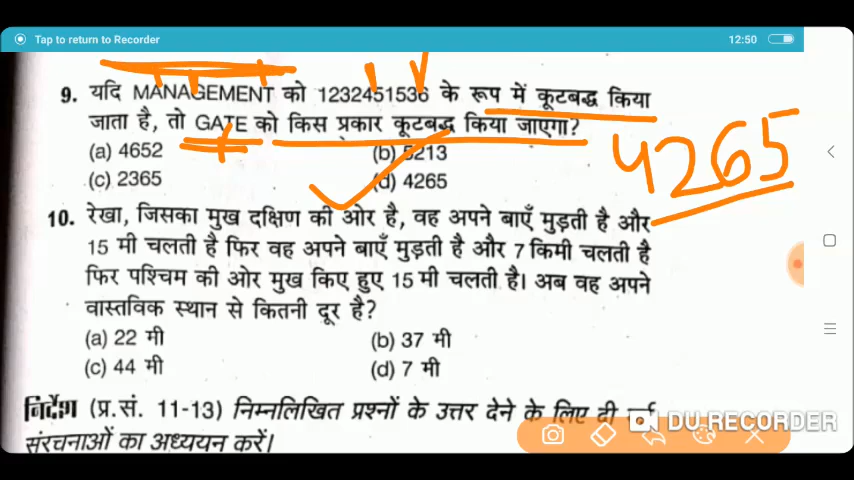 Tap to return to Recorder 12:50
9. यदि MANAGEMENT को 1232451536 के रूप में कूटबद्ध किया
जाता है, तो GATE को किस प्रकार कूटबद्ध किया जाएगा?
(a) 4652 (b) 5213
(c) 2365 (d) 4265
4265
10. रेखा, जिसका मुख दक्षिण की ओर है, वह अपने बाएँ मुड़ती है और
15 मी चलती है फिर वह अपने बाएँ मुड़ती है और 7 किमी चलती है
फिर पश्चिम की ओर मुख किए हुए 15 मी चलती है। अब वह अपने
वास्तविक स्थान से कितनी दूर है?
(a) 22 मी (b) 37 मी
(c) 44 मी (d) 7 मी
निर्देश (प्र.सं. 11-13) निम्नलिखित प्रश्नों के उत्तर देने के लिए दी गई
संरचनाओं का अध्ययन करें।
DU RECORDER